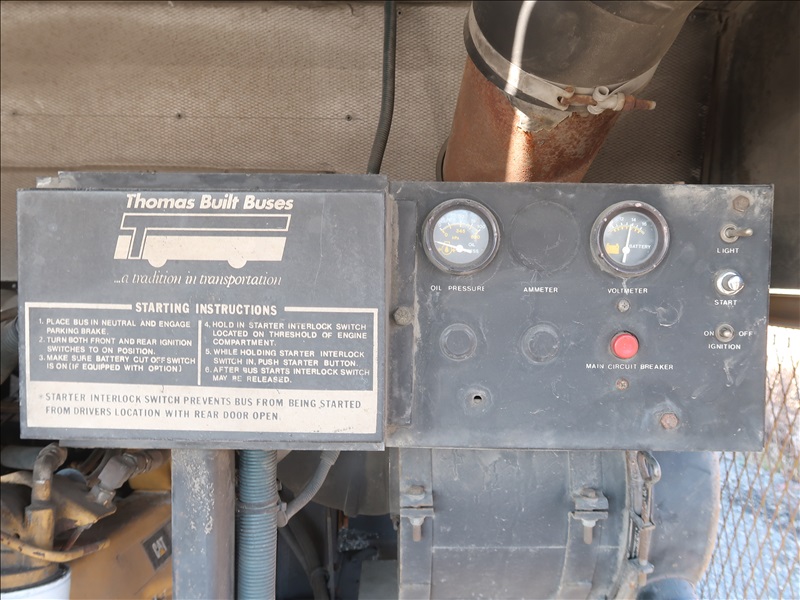 Thomas Built Buses
T
...a tradition in transportation
STARTING INSTRUCTIONS
1. PLACE BUS IN NEUTRAL AND ENGAGE
PARKING BRAKE.
2. TURN BOTH FRONT AND REAR IGNITION
SWITCHES TO ON POSITION.
3. MAKE SURE BATTERY CUT OFF SWITCH
IS ON (IF EQUIPPED WITH OPTION)
4. HOLD IN STARTER INTERLOCK SWITCH
LOCATED ON THRESHOLD OF ENGINE
COMPARTMENT.
5. WHILE HOLDING STARTER INTERLOCK
SWITCH IN, PUSH STARTER BUTTON.
6. AFTER BUS STARTS INTERLOCK SWITCH
MAY BE RELEASED.
STARTER INTERLOCK SWITCH PREVENTS BUS FROM BEING STARTED
FROM DRIVERS LOCATION WITH REAR DOOR OPEN.
OIL PRESSURE
AMMETER
BATTERY
VOLTMETER
LIGHT
START
ON OFF
IGNITION
MAIN CIRCUIT BREAKER
CAT